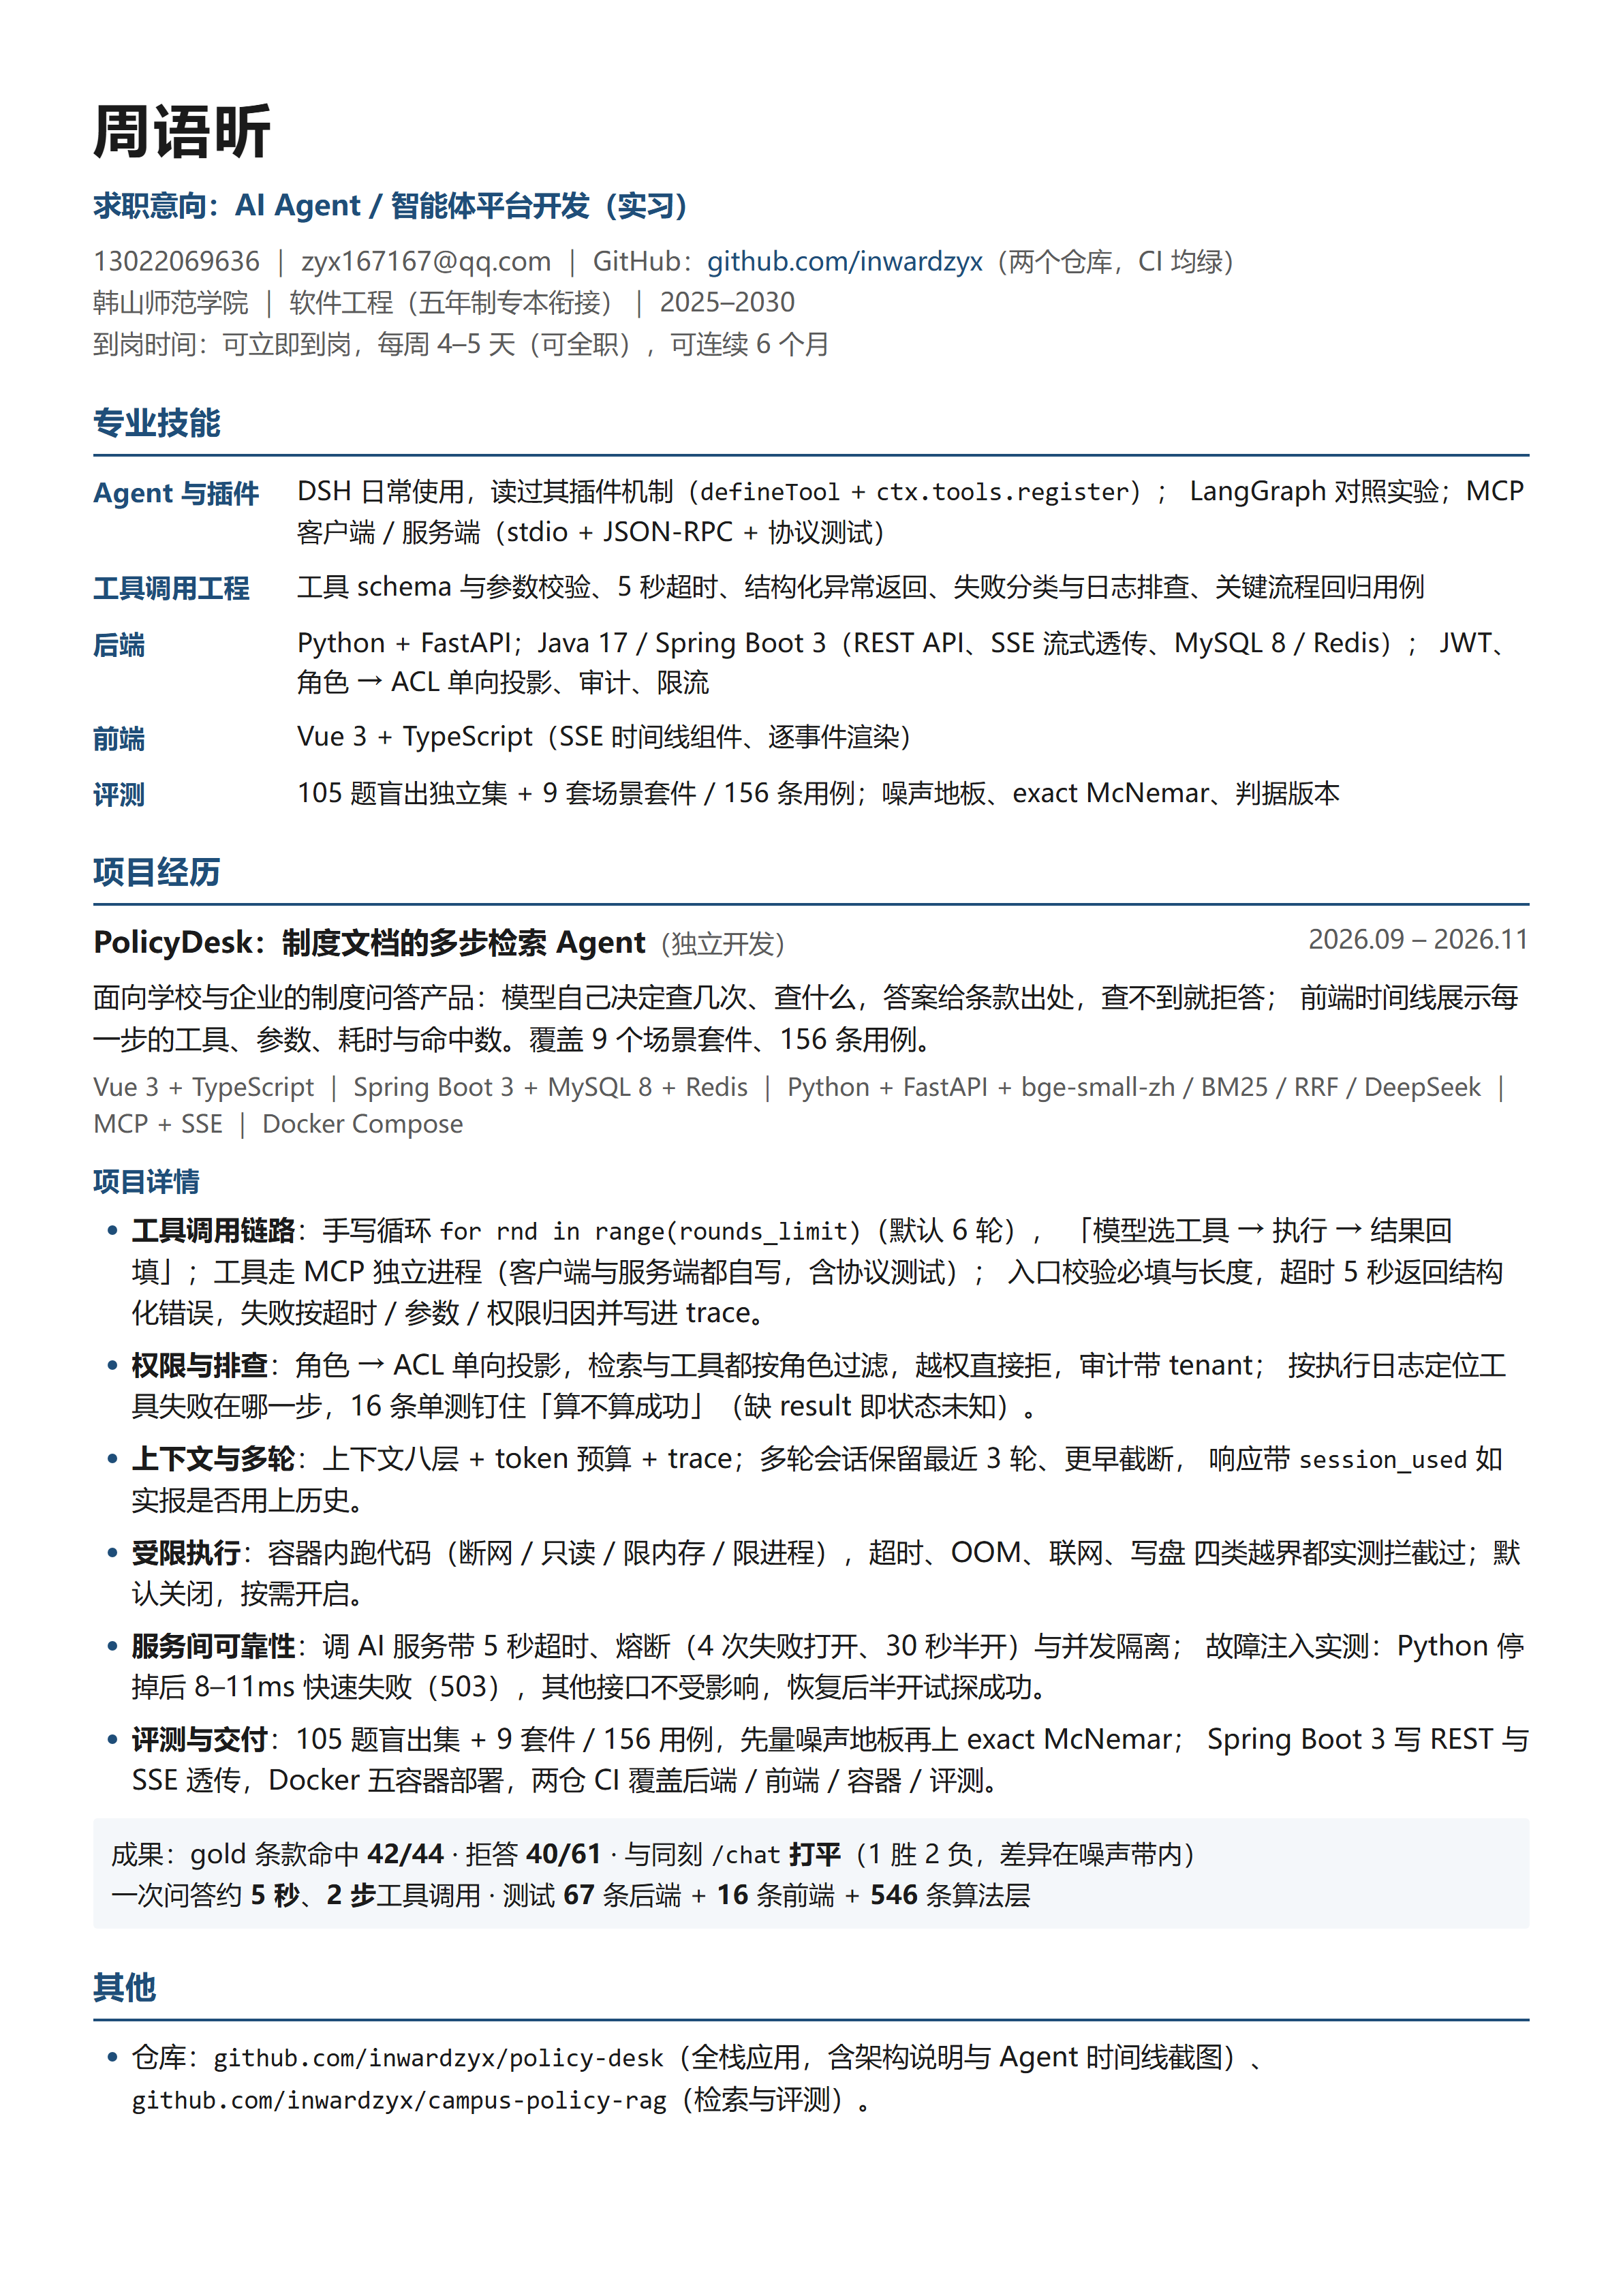 周语昕
求职意向：AI Agent / 智能体平台开发（实习）
13022069636 ｜ zyx167167@qq.com ｜ GitHub：github.com/inwardzyx（两个仓库，CI 均绿）
韩山师范学院 ｜ 软件工程（五年制专本衔接） ｜ 2025–2030
到岗时间：可立即到岗，每周 4–5 天（可全职），可连续 6 个月
专业技能
Agent 与插件 DSH 日常使用，读过其插件机制（defineTool + ctx.tools.register）； LangGraph 对照实验；MCP
客户端 / 服务端（stdio + JSON-RPC + 协议测试）
工具调用工程 工具 schema 与参数校验、5 秒超时、结构化异常返回、失败分类与日志排查、关键流程回归用例
后端 Python + FastAPI；Java 17 / Spring Boot 3（REST API、SSE 流式透传、MySQL 8 / Redis）； JWT、
角色 → ACL 单向投影、审计、限流
前端 Vue 3 + TypeScript（SSE 时间线组件、逐事件渲染）
评测 105 题盲出独立集 + 9 套场景套件 / 156 条用例；噪声地板、exact McNemar、判据版本
项目经历
PolicyDesk：制度文档的多步检索 Agent（独立开发） 2026.09 – 2026.11
面向学校与企业的制度问答产品：模型自己决定查几次、查什么，答案给条款出处，查不到就拒答； 前端时间线展示每
一步的工具、参数、耗时与命中数。覆盖 9 个场景套件、156 条用例。
Vue 3 + TypeScript ｜ Spring Boot 3 + MySQL 8 + Redis ｜ Python + FastAPI + bge-small-zh / BM25 / RRF / DeepSeek ｜
MCP + SSE ｜ Docker Compose
项目详情
• 工具调用链路：手写循环 for rnd in range(rounds_limit)（默认 6 轮），「模型选工具 → 执行 → 结果回
填」；工具走 MCP 独立进程（客户端与服务端都自写，含协议测试）； 入口校验必填与长度，超时 5 秒返回结构
化错误，失败按超时 / 参数 / 权限归因并写进 trace。
• 权限与排查：角色 → ACL 单向投影，检索与工具都按角色过滤，越权直接拒，审计带 tenant； 按执行日志定位工
具失败在哪一步，16 条单测钉住「算不算成功」（缺 result 即状态未知）。
• 上下文与多轮：上下文八层 + token 预算 + trace；多轮会话保留最近 3 轮、更早截断， 响应带 session_used 如
实报是否用上历史。
• 受限执行：容器内跑代码（断网 / 只读 / 限内存 / 限进程），超时、OOM、联网、写盘 四类越界都实测拦截过；默
认关闭，按需开启。
• 服务间可靠性：调 AI 服务带 5 秒超时、熔断（4 次失败打开、30 秒半开）与并发隔离； 故障注入实测：Python 停
掉后 8–11ms 快速失败（503），其他接口不受影响，恢复后半开试探成功。
• 评测与交付：105 题盲出集 + 9 套件 / 156 用例，先量噪声地板再上 exact McNemar； Spring Boot 3 写 REST 与
SSE 透传，Docker 五容器部署，两仓 CI 覆盖后端 / 前端 / 容器 / 评测。
成果：gold 条款命中 42/44 · 拒答 40/61 · 与同刻 /chat 打平（1 胜 2 负，差异在噪声带内）
一次问答约 5 秒、2 步工具调用 · 测试 67 条后端 + 16 条前端 + 546 条算法层
其他
• 仓库：github.com/inwardzyx/policy-desk（全栈应用，含架构说明与 Agent 时间线截图）、
github.com/inwardzyx/campus-policy-rag（检索与评测）。